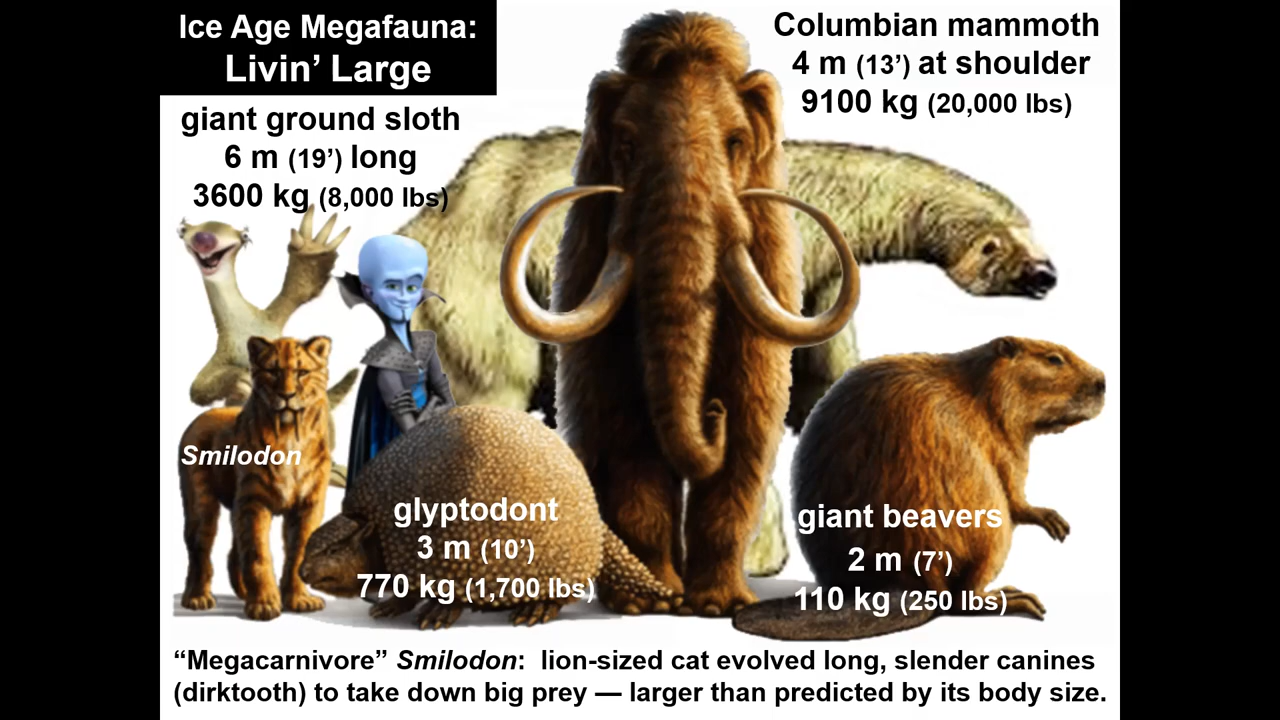 Ice Age Megafauna:
Livin’ Large
Columbian mammoth
4 m (13’) at shoulder
9100 kg (20,000 lbs)
giant ground sloth
6 m (19’) long
3600 kg (8,000 lbs)
Smilodon
glyptodont
3 m (10’)
770 kg (1,700 lbs)
giant beavers
2 m (7’)
110 kg (250 lbs)
“Megacarnivore” Smilodon: lion-sized cat evolved long, slender canines
(dirktooth) to take down big prey — larger than predicted by its body size.